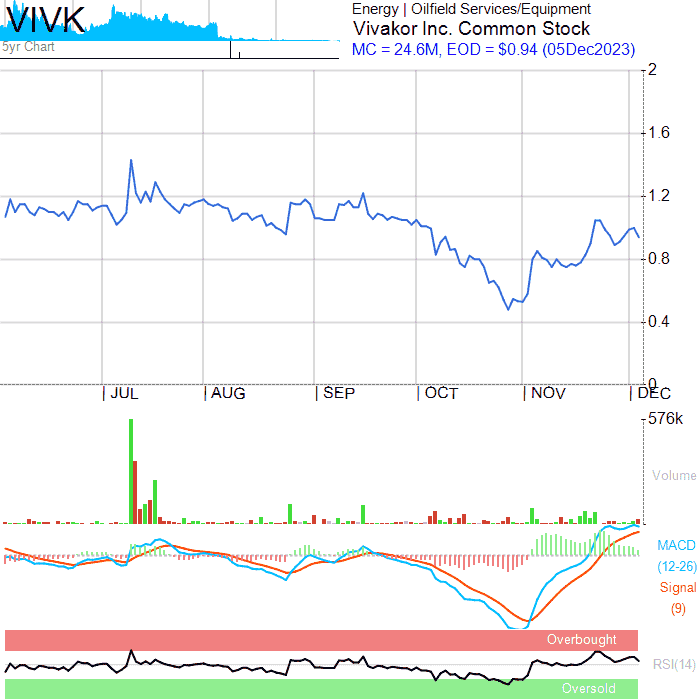 VIVK
5yr Chart
Energy | Oilfield Services/Equipment
Vivakor Inc. Common Stock
MC = 24.6M, EOD = $0.94 (05Dec2023)
2
1.6
1.2
0.8
0.4
0
| JUL | AUG | SEP | OCT | NOV | DEC
576k
Volume
MACD
(12-26)
Signal
(9)
Overbought
RSI(14)
Oversold